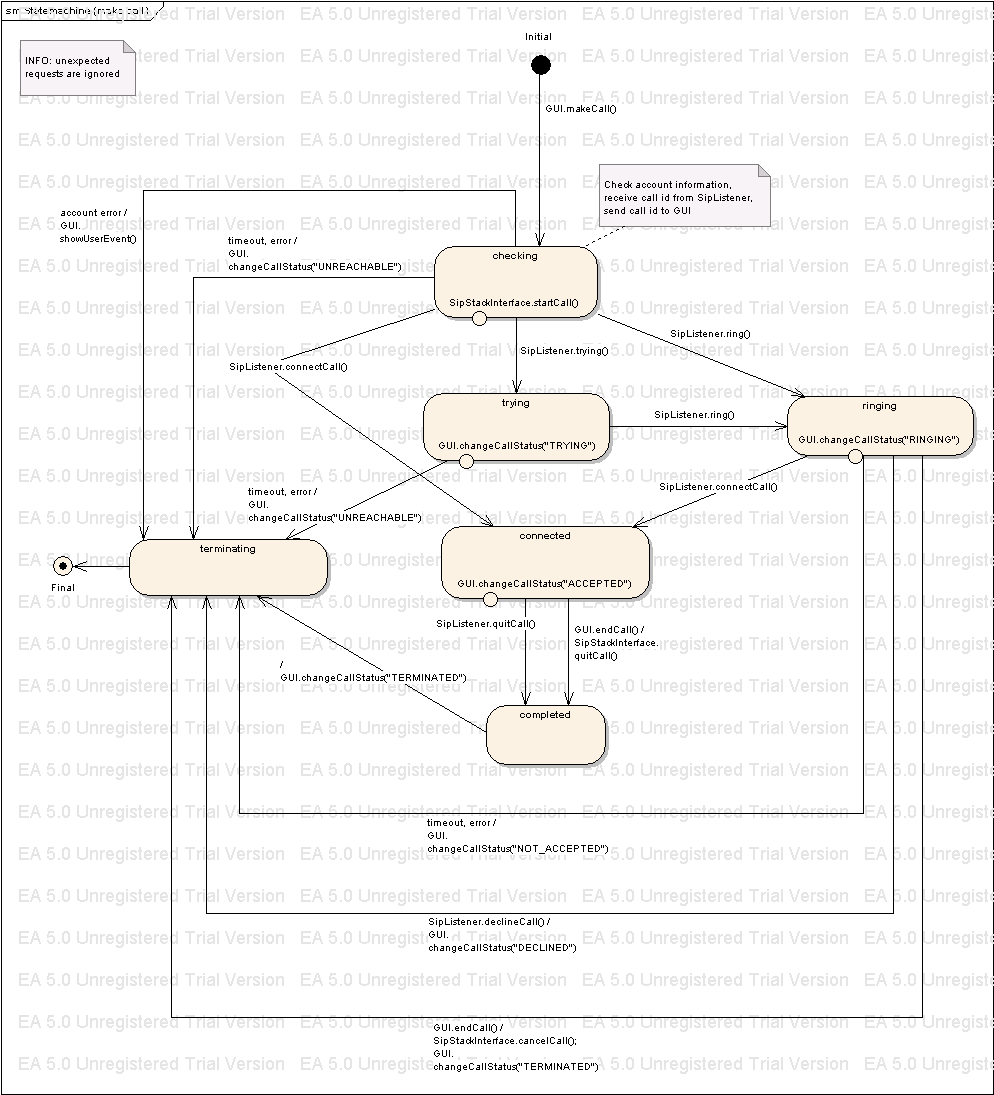 sm Statemachine (make call)
INFO: unexpected
requests are ignored
Initial
GUI.makeCall()
Check account information,
receive call id from SipListener,
send call id to GUI
account error /
GUI.
showUserEvent()
timeout, error /
GUI.
changeCallStatus("UNREACHABLE")
checking
SipStackInterface.startCall()
SipListener.ring()
SipListener.trying()
SipListener.connectCall()
trying
GUI.changeCallStatus("TRYING")
SipListener.ring()
ringing
GUI.changeCallStatus("RINGING")
timeout, error /
GUI.
changeCallStatus("UNREACHABLE")
SipListener.connectCall()
terminating
Final
connected
GUI.changeCallStatus("ACCEPTED")
SipListener.quitCall()
GUI.endCall() /
SipStackInterface.
quitCall()
/
GUI.changeCallStatus("TERMINATED")
completed
timeout, error /
GUI.
changeCallStatus("NOT_ACCEPTED")
SipListener.declineCall() /
GUI.
changeCallStatus("DECLINED")
GUI.endCall() /
SipStackInterface.cancelCall();
GUI.
changeCallStatus("TERMINATED")
EA 5.0 Unregistered Trial Version